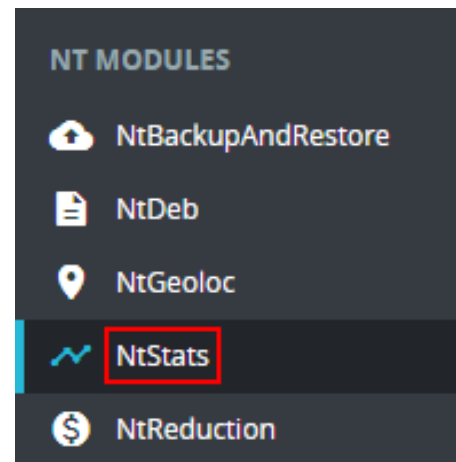 NT MODULES
NtBackupAndRestore
NtDeb
NtGeoloc
NtStats
NtReduction